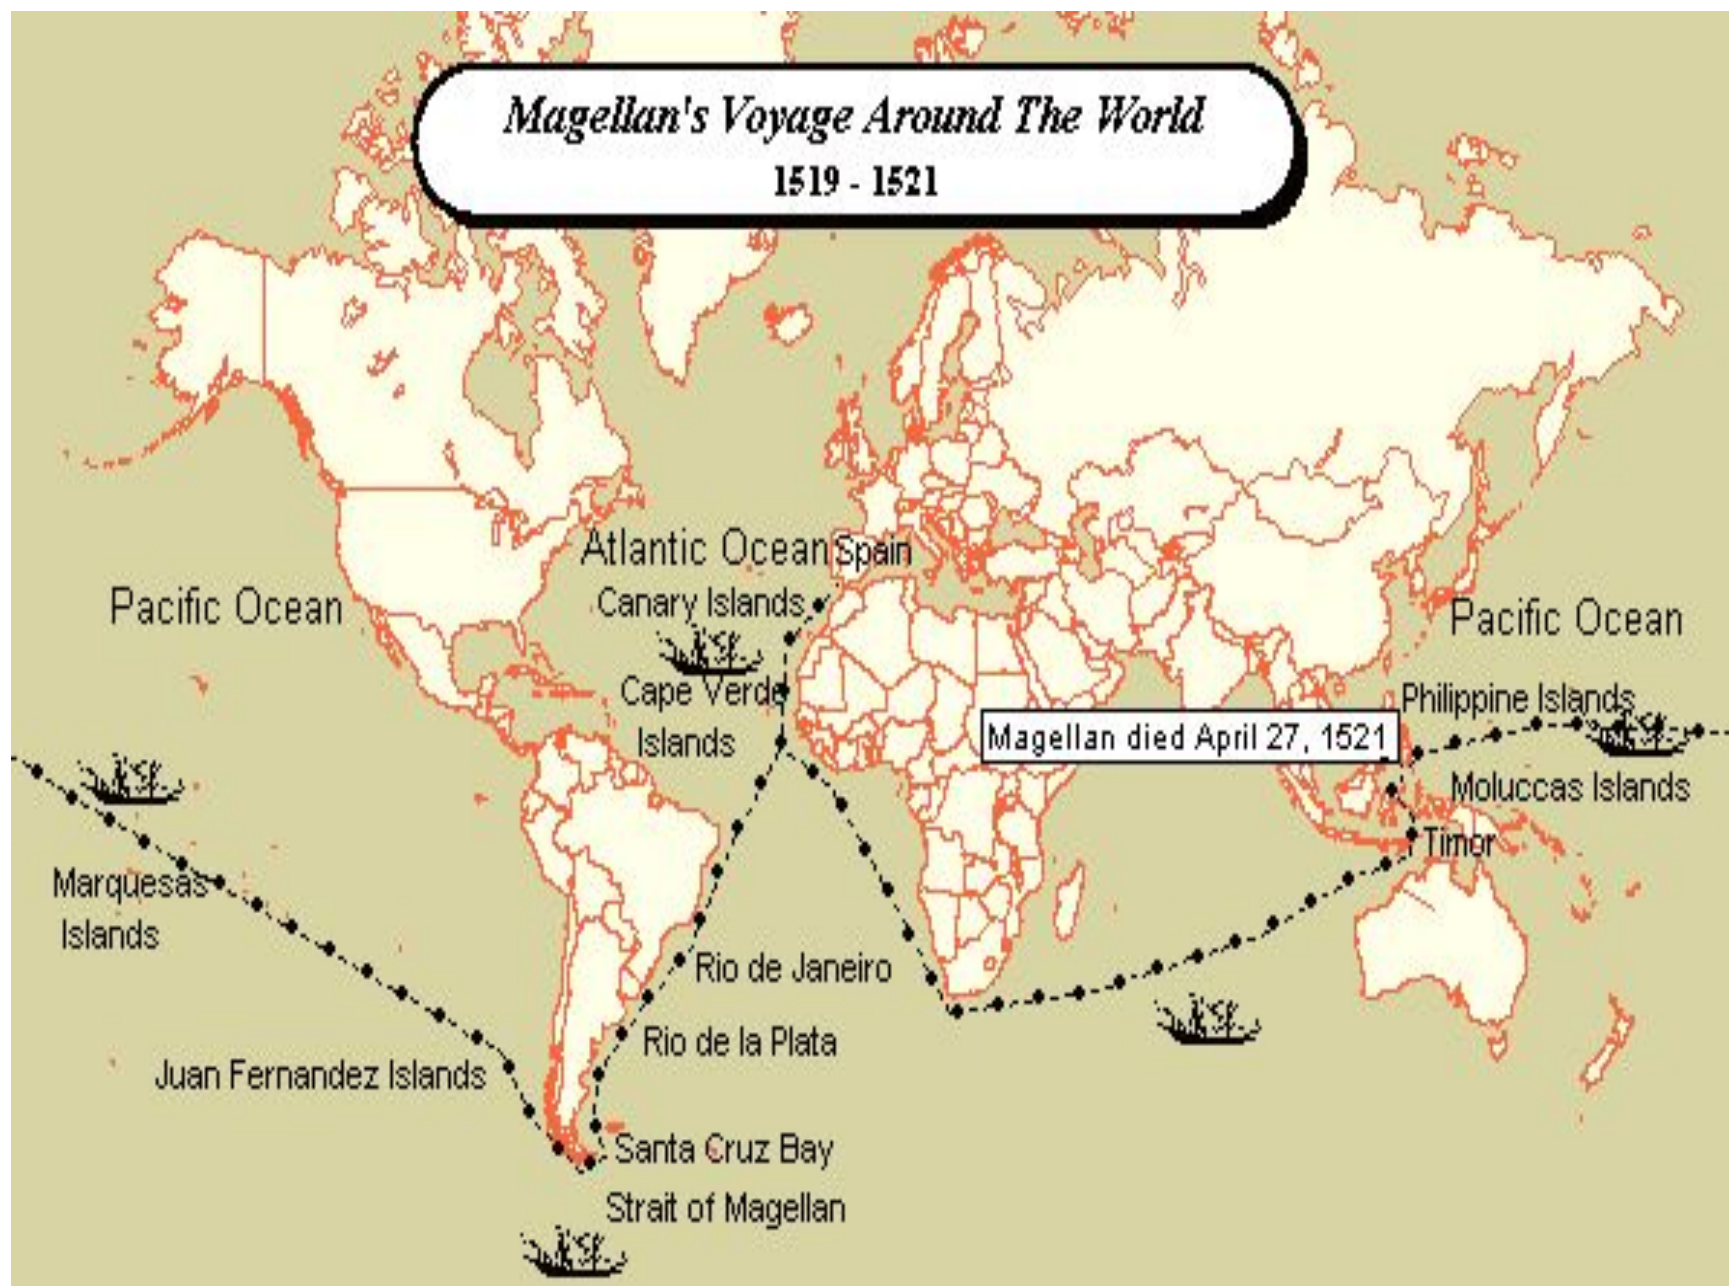 Magellan's Voyage Around The World
1519 - 1521
Atlantic Ocean
Spain
Pacific Ocean
Canary Islands
Pacific Ocean
Cape Verde
Islands
Philippine Islands
Magellan died April 27, 1521
Moluccas Islands
Timor
Marquesas
Islands
Rio de Janeiro
Rio de la Plata
Juan Fernandez Islands
Santa Cruz Bay
Strait of Magellan